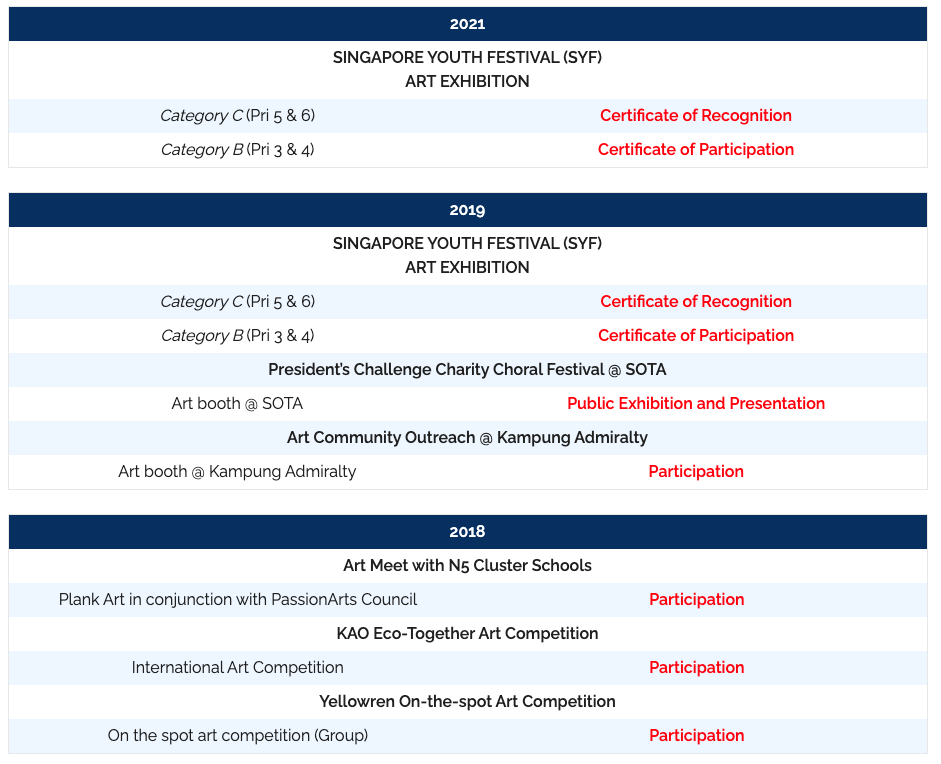 2021
SINGAPORE YOUTH FESTIVAL (SYF)
ART EXHIBITION
Category C (Pri 5 & 6) Certificate of Recognition
Category B (Pri 3 & 4) Certificate of Participation
2019
SINGAPORE YOUTH FESTIVAL (SYF)
ART EXHIBITION
Category C (Pri 5 & 6) Certificate of Recognition
Category B (Pri 3 & 4) Certificate of Participation
President’s Challenge Charity Choral Festival @ SOTA
Art booth @ SOTA Public Exhibition and Presentation
Art Community Outreach @ Kampung Admiralty
Art booth @ Kampung Admiralty Participation
2018
Art Meet with N5 Cluster Schools
Plank Art in conjunction with PassionArts Council Participation
KAO Eco-Together Art Competition
International Art Competition Participation
Yellowren On-the-spot Art Competition
On the spot art competition (Group) Participation